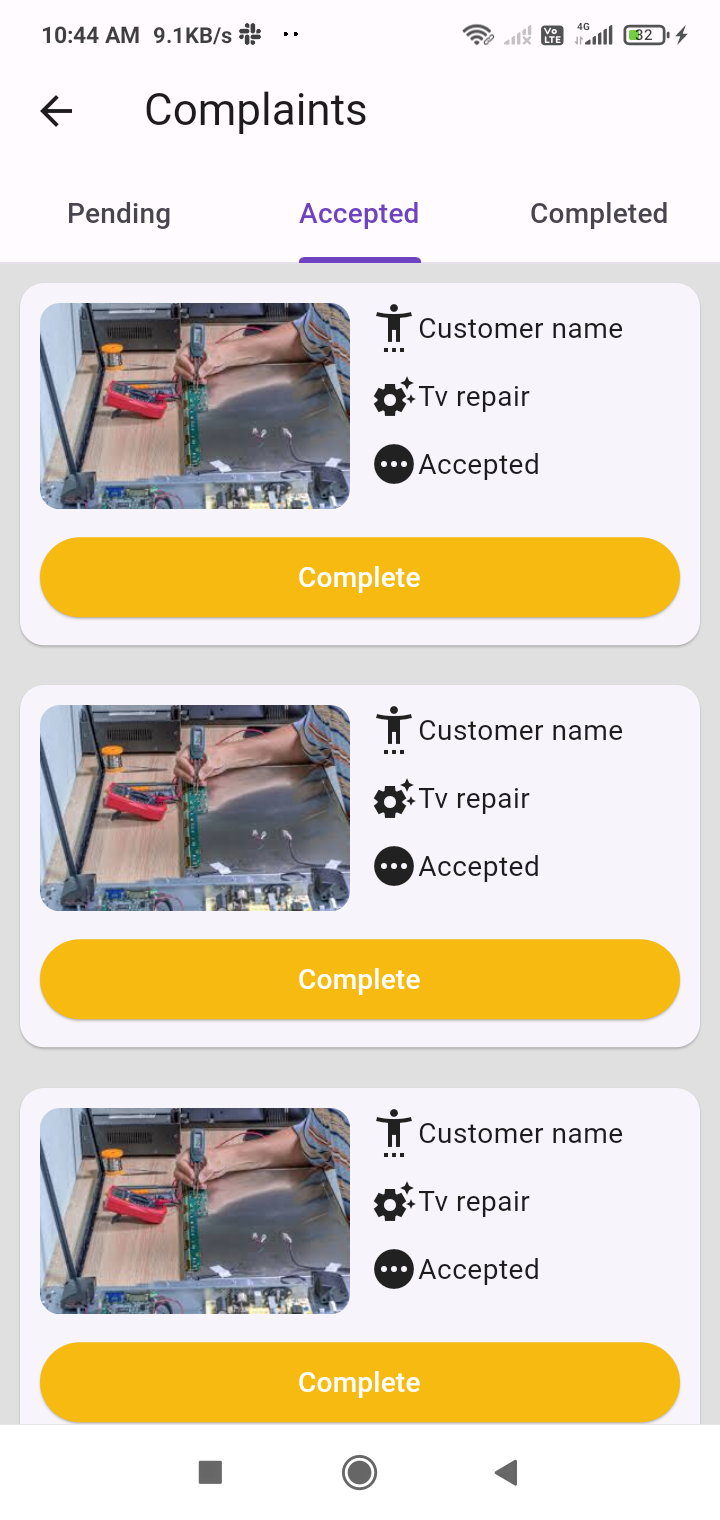 10:44 AM 9.1KB/s
Vo LTE 4G 32
Complaints
Pending Accepted Completed
Customer name
Tv repair
Accepted
Complete
Customer name
Tv repair
Accepted
Complete
Customer name
Tv repair
Accepted
Complete